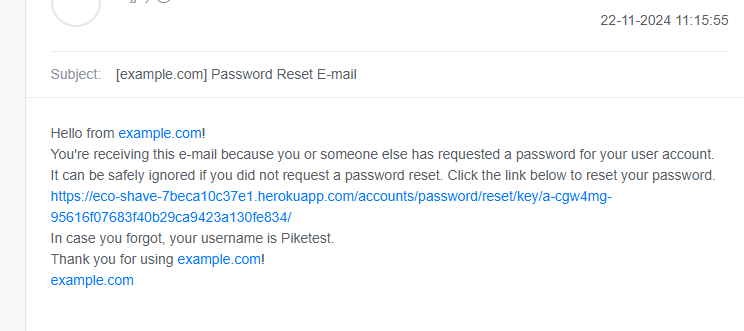 22-11-2024 11:15:55
Subject: [example.com] Password Reset E-mail
Hello from example.com!
You're receiving this e-mail because you or someone else has requested a password for your user account.
It can be safely ignored if you did not request a password reset. Click the link below to reset your password.
https://eco-shave-7beca10c37e1.herokuapp.com/accounts/password/reset/key/a-cgw4mg-
95616f07683f40b29ca9423a130fe834/
In case you forgot, your username is Piketest.
Thank you for using example.com!
example.com